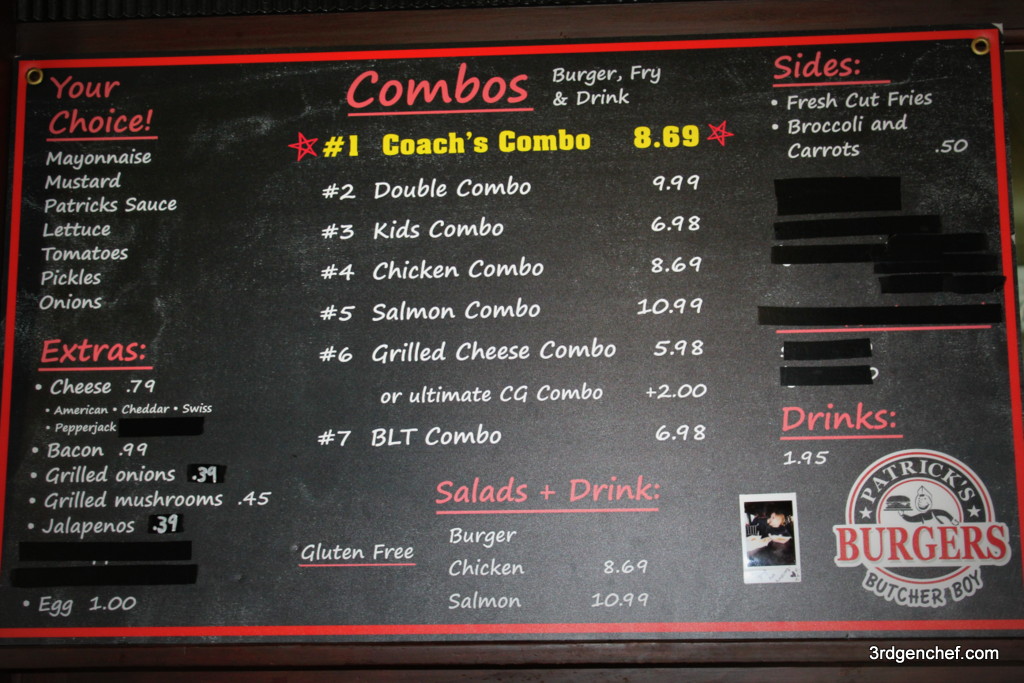 Your
Choice!
Mayonnaise
Mustard
Patricks Sauce
Lettuce
Tomatoes
Pickles
Onions
Extras:
• Cheese .79
• American • Cheddar • Swiss
• Pepperjack
• Bacon .99
• Grilled onions .39
• Grilled mushrooms .45
• Jalapenos .39
• Egg 1.00
Combos Burger, Fry
& Drink
#1 Coach's Combo 8.69
#2 Double Combo 9.99
#3 Kids Combo 6.98
#4 Chicken Combo 8.69
#5 Salmon Combo 10.99
#6 Grilled Cheese Combo 5.98
or ultimate CG Combo +2.00
#7 BLT Combo 6.98
Salads + Drink:
Gluten Free
Burger
Chicken 8.69
Salmon 10.99
Sides:
• Fresh Cut Fries
• Broccoli and
Carrots .50
Drinks:
1.95
PATRICK'S
BURGERS
BUTCHER BOY
3rdgenchef.com